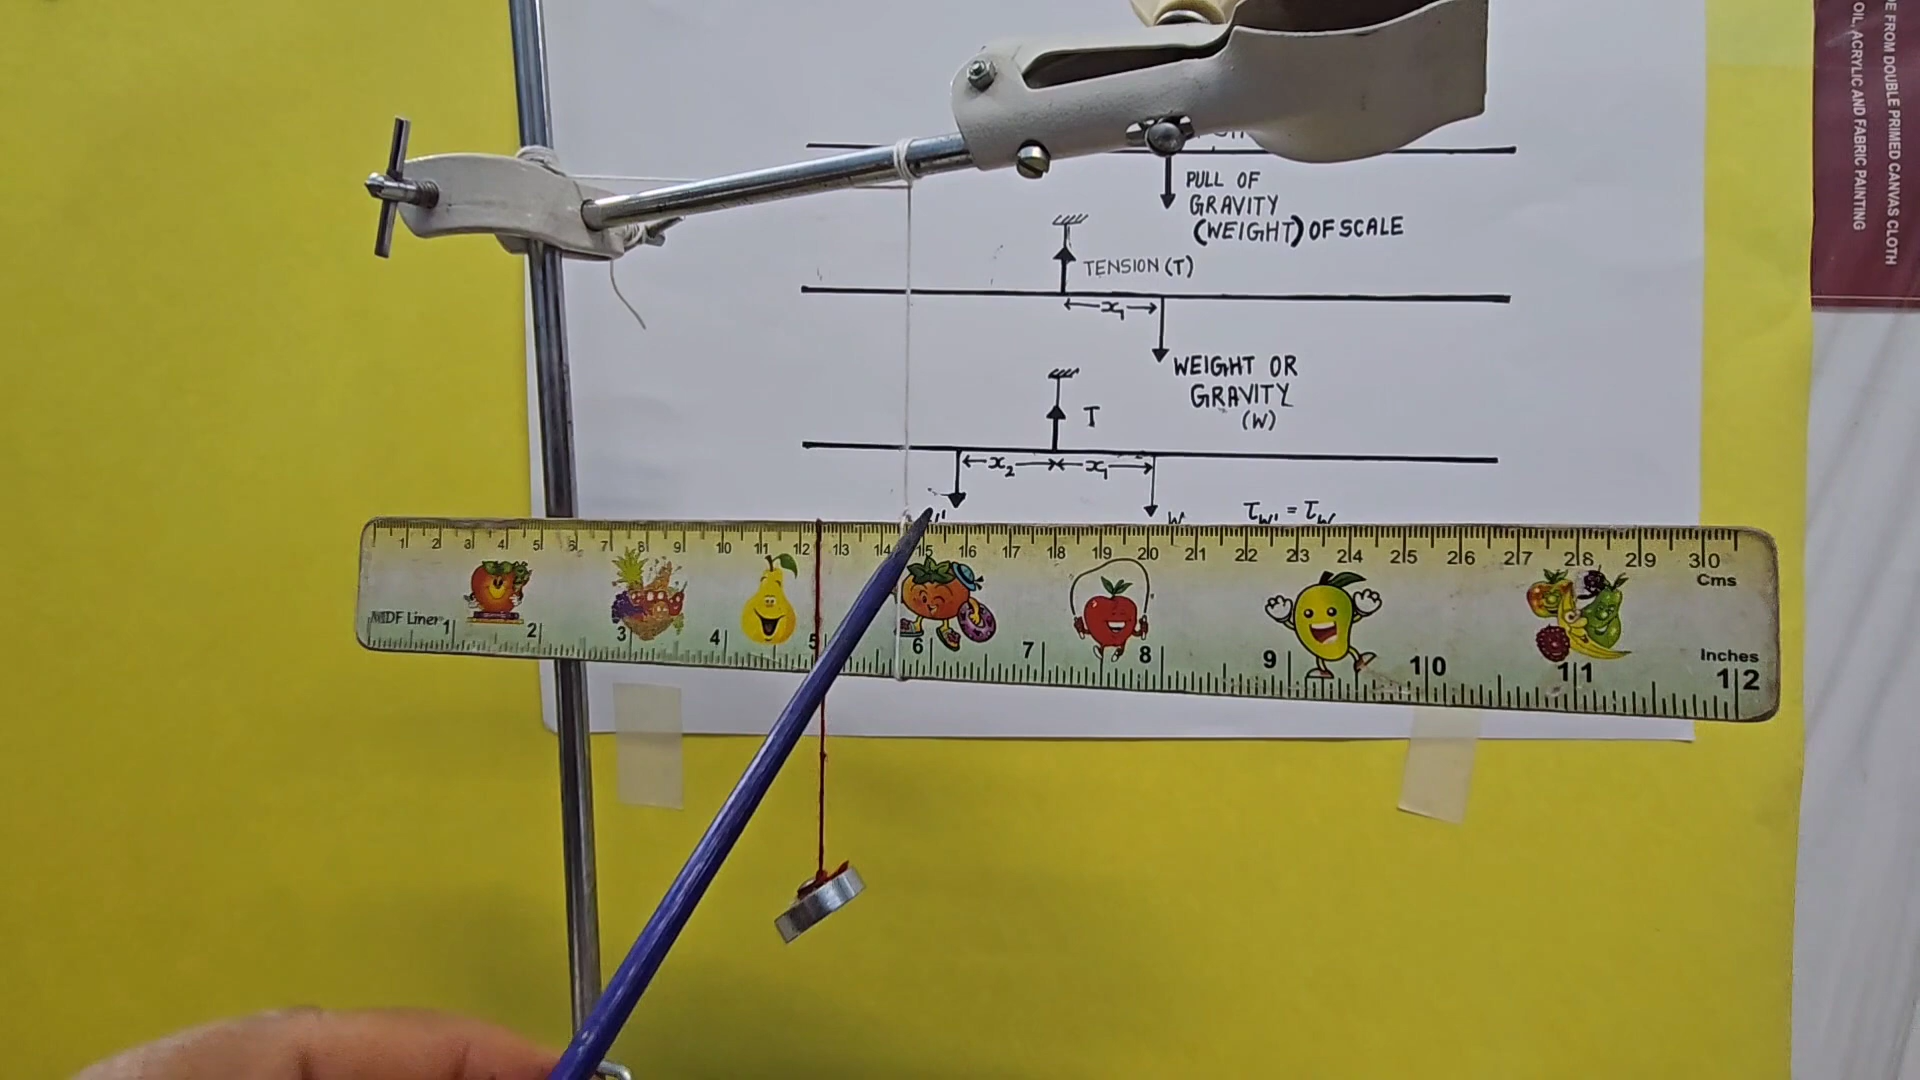 DE FROM DOUBLE PRIMED CANVAS CLOTH
OIL, ACRYLIC AND FABRIC PAINTING
PULL OF
GRAVITY
(WEIGHT) OF SCALE
TENSION (T)
x₁
WEIGHT OR
GRAVITY
(W)
T
x₂ x₁
W τw' = τw
1 2 3 4 5 6 7 8 9 10 11 12 13 14 15 16 17 18 19 20 21 22 23 24 25 26 27 28 29 30
Cms
MDF Liner
Inches
1 2 3 4 5 6 7 8 9 10 11 12